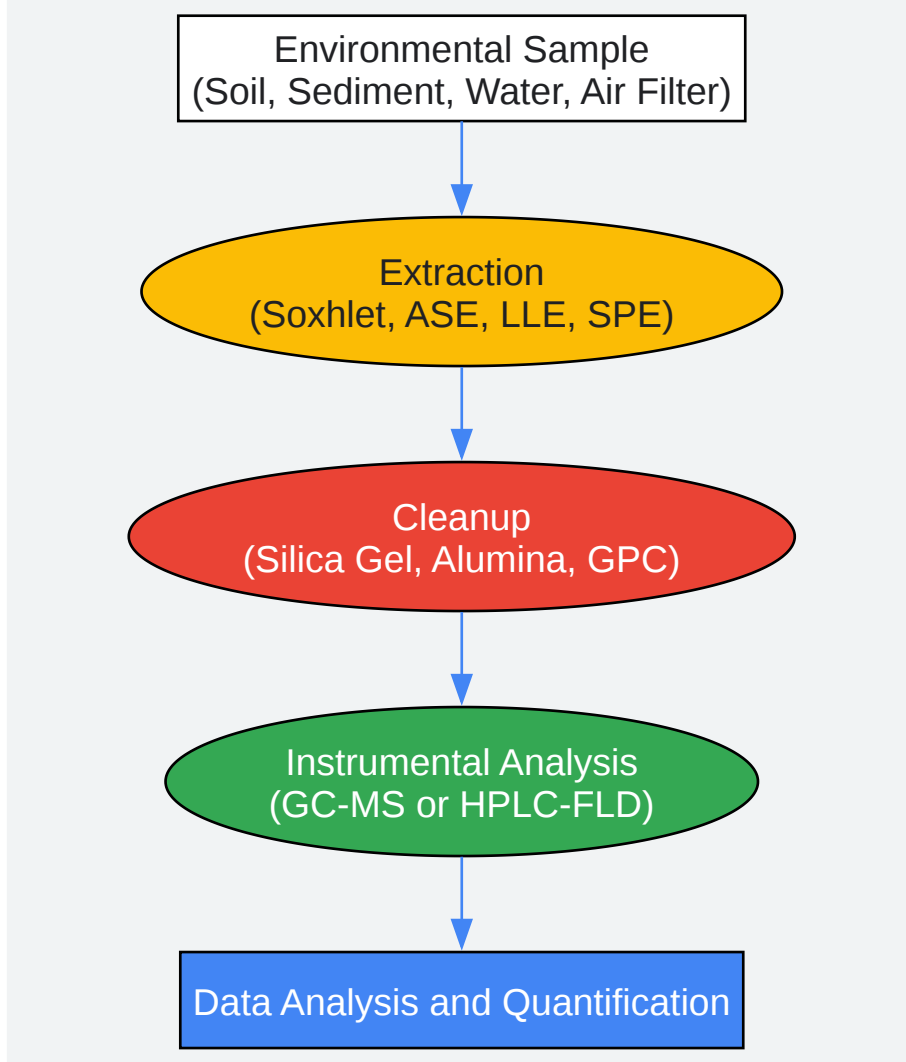 Environmental Sample
(Soil, Sediment, Water, Air Filter)
Extraction
(Soxhlet, ASE, LLE, SPE)
Cleanup
(Silica Gel, Alumina, GPC)
Instrumental Analysis
(GC-MS or HPLC-FLD)
Data Analysis and Quantification